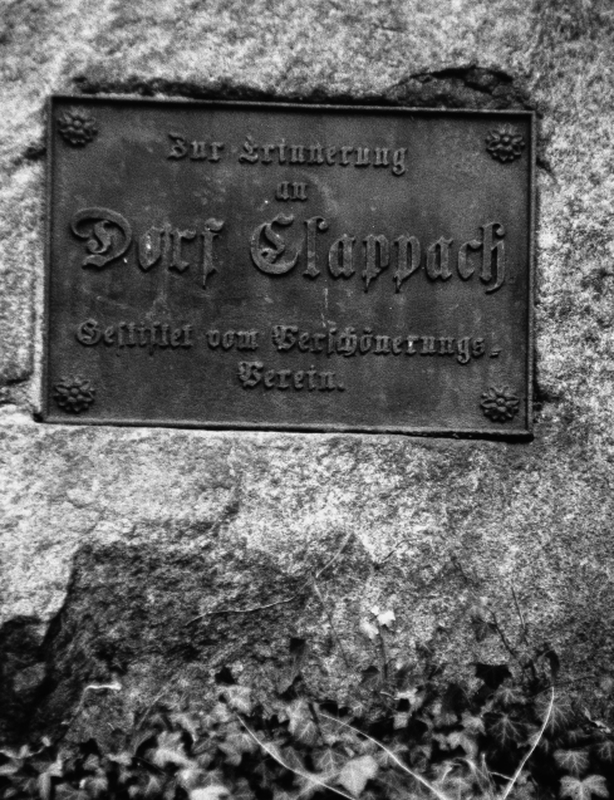 Zur Erinnerung
an
Dorf Clappach
Gestiftet vom Verschönerungs-
Verein.